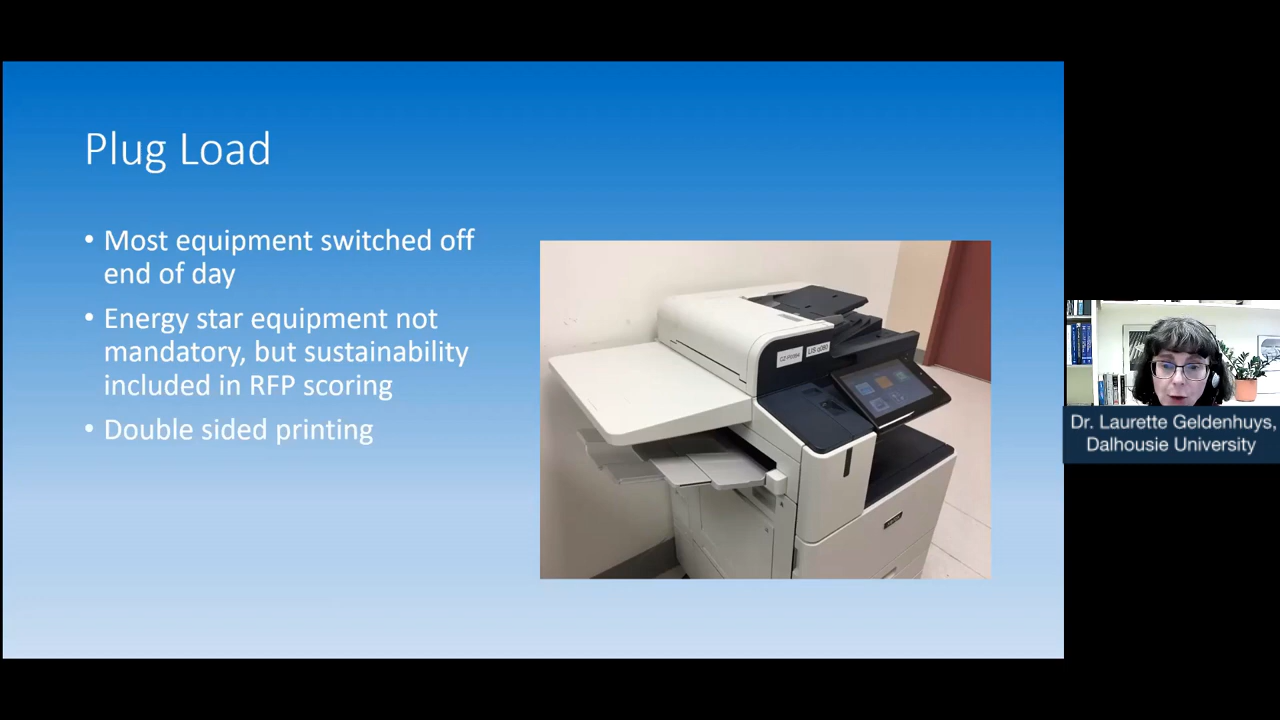 Plug Load
• Most equipment switched off
end of day
• Energy star equipment not
mandatory, but sustainability
included in RFP scoring
• Double sided printing
Dr. Laurette Geldenhuys,
Dalhousie University